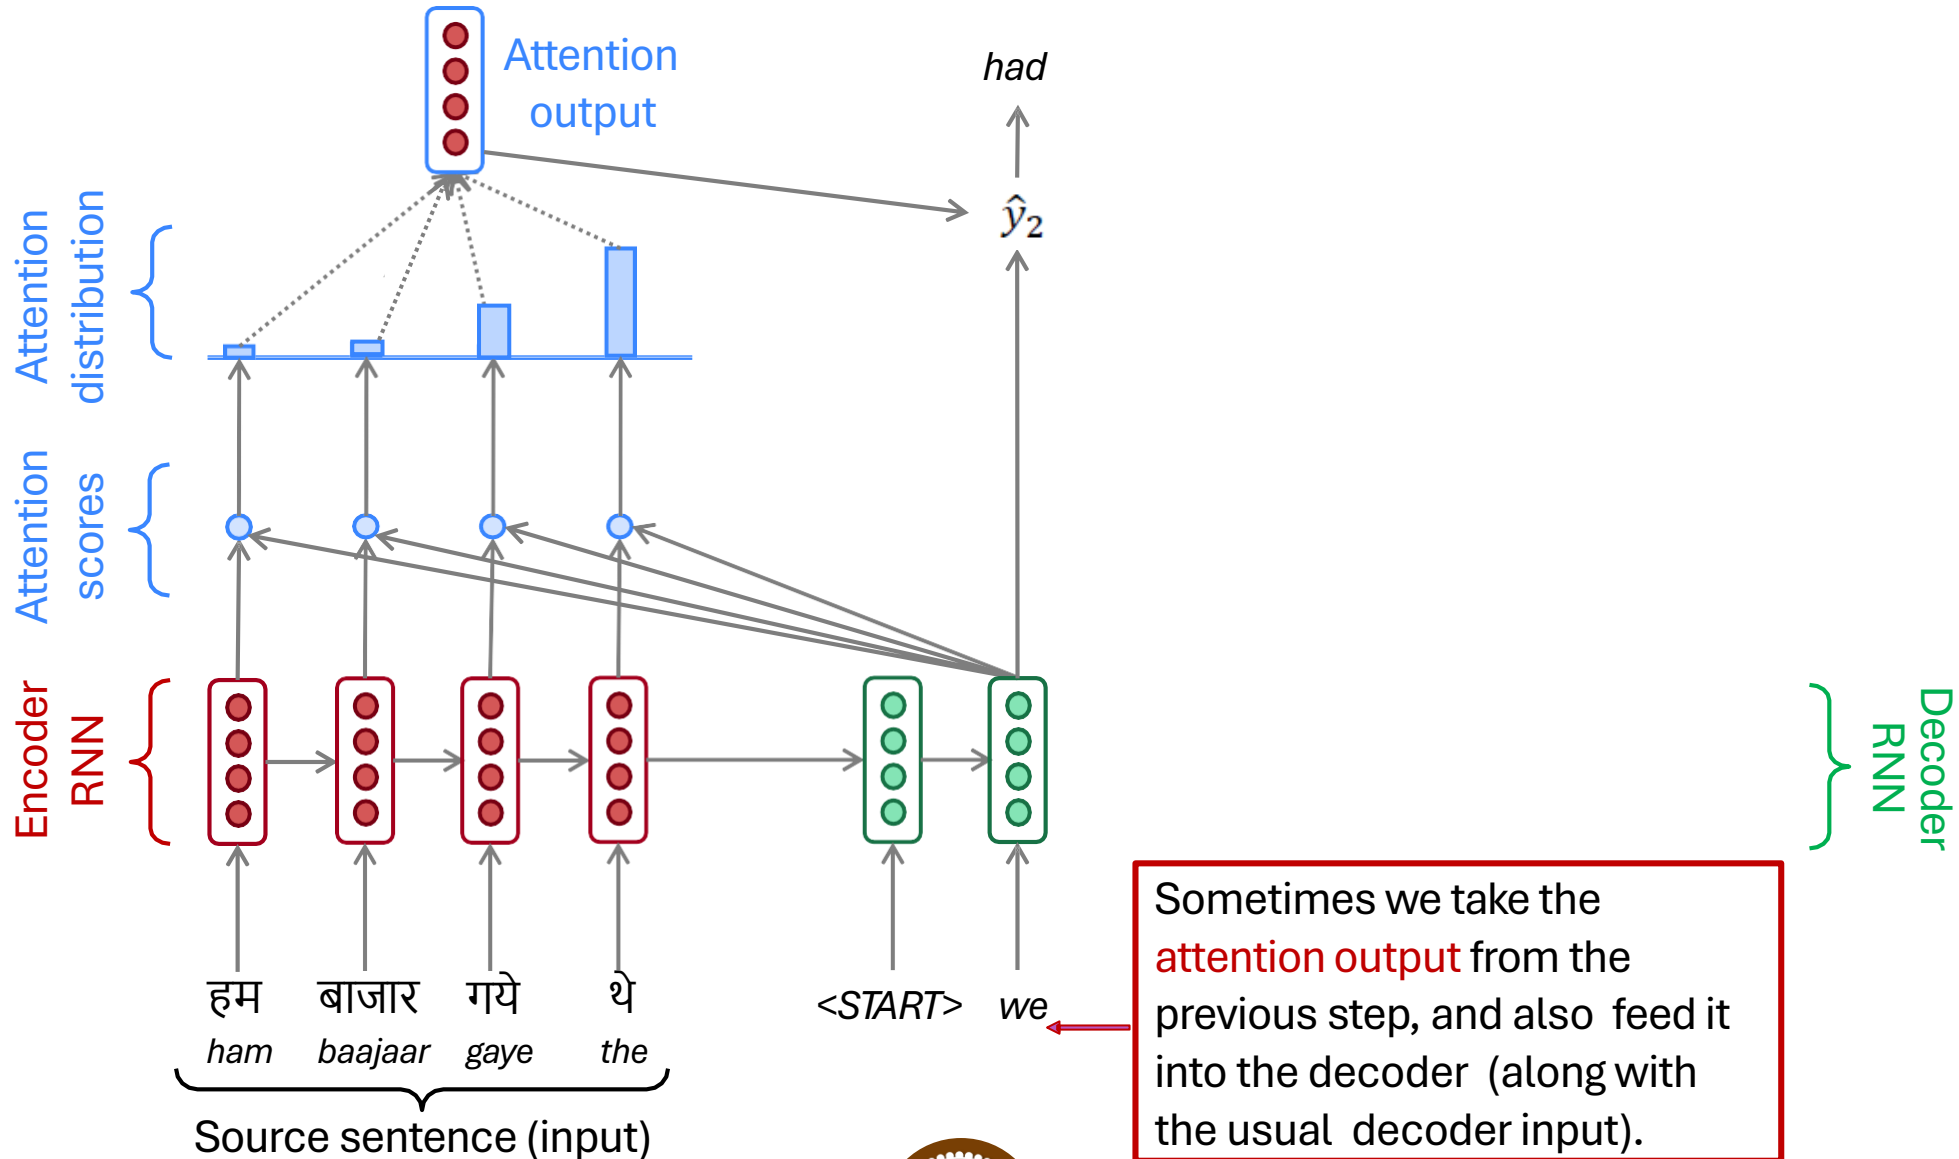 Attention
output
had
ŷ₂
Attention
distribution
Attention
scores
Encoder
RNN
Decoder
RNN
हम बाजार गये थे
ham baajaar gaye the
<START> we
Source sentence (input)
Sometimes we take the
attention output from the
previous step, and also feed it
into the decoder (along with
the usual decoder input).